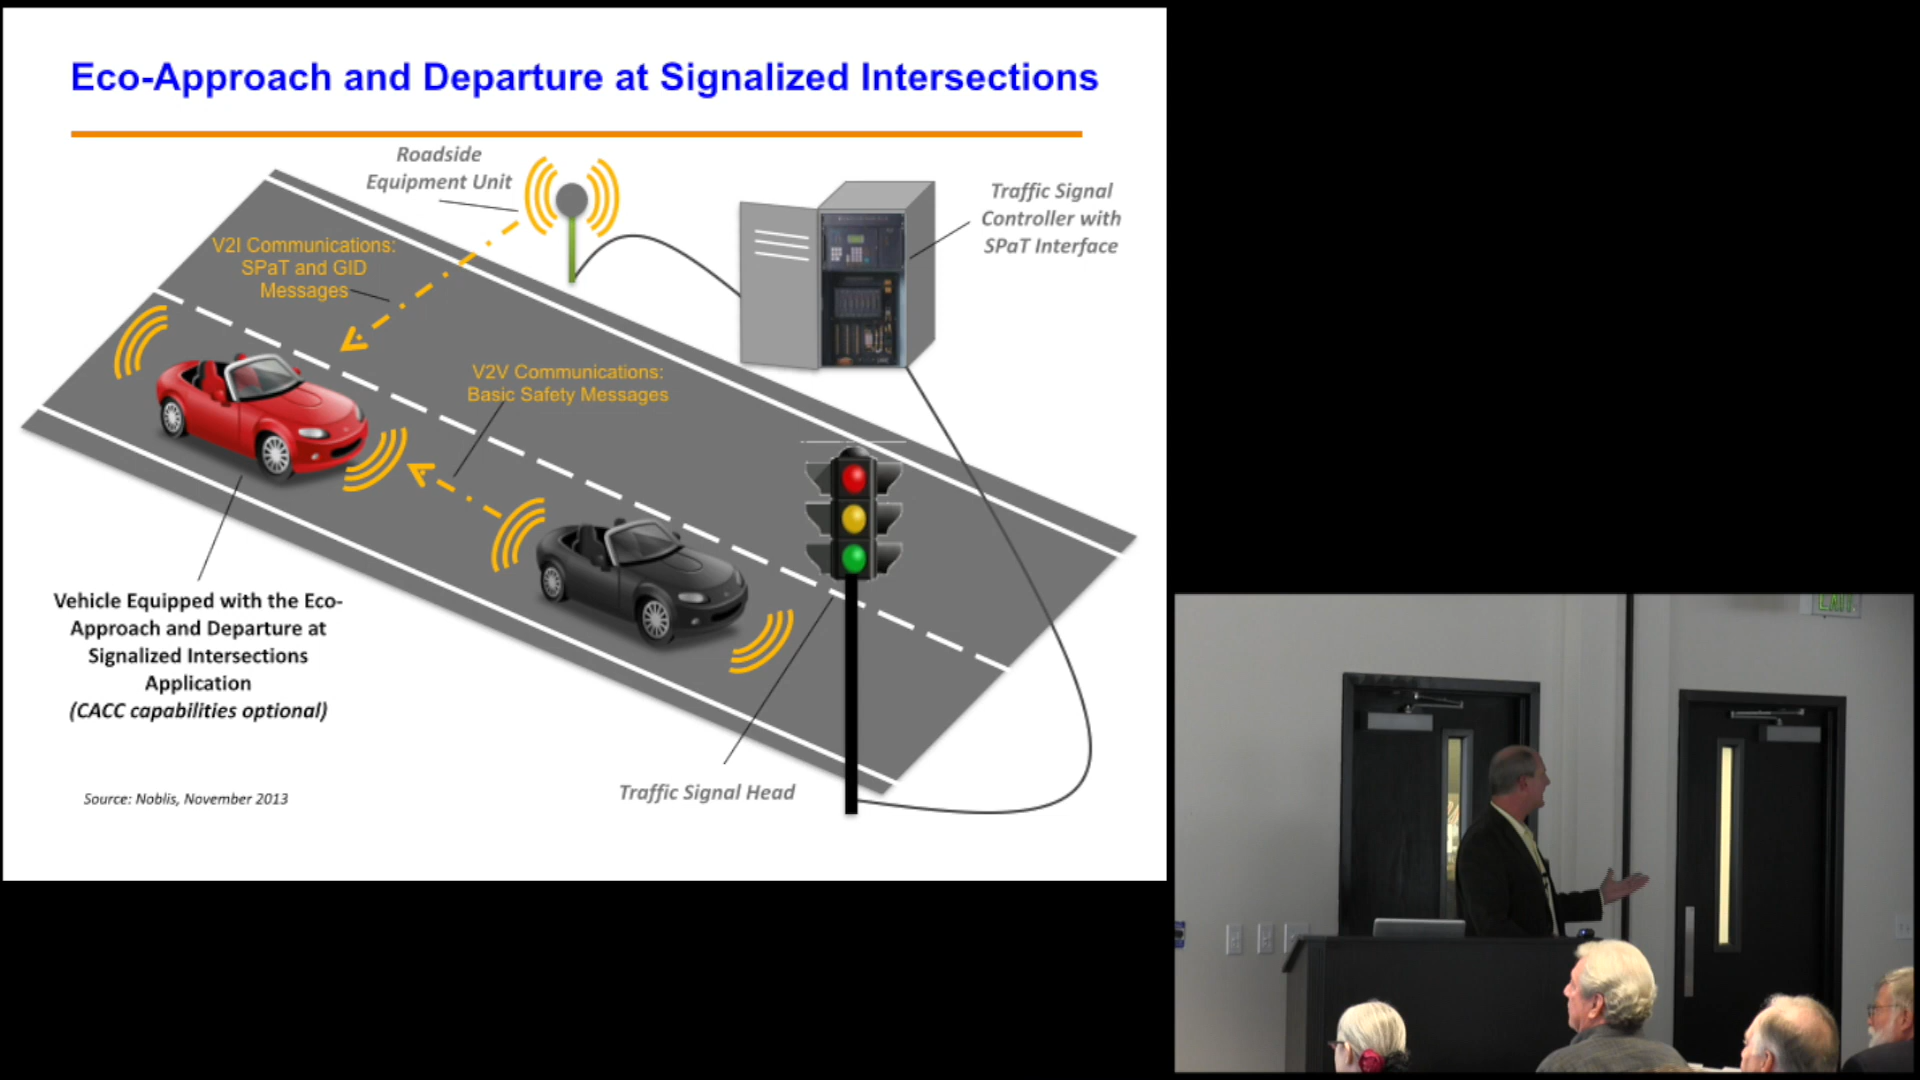 Eco-Approach and Departure at Signalized Intersections
Roadside
Equipment Unit
Traffic Signal
Controller with
SPaT Interface
V2I Communications:
SPaT and GID
Messages
V2V Communications:
Basic Safety Messages
Vehicle Equipped with the Eco-
Approach and Departure at
Signalized Intersections
Application
(CACC capabilities optional)
Traffic Signal Head
Source: Noblis, November 2013
EXIT